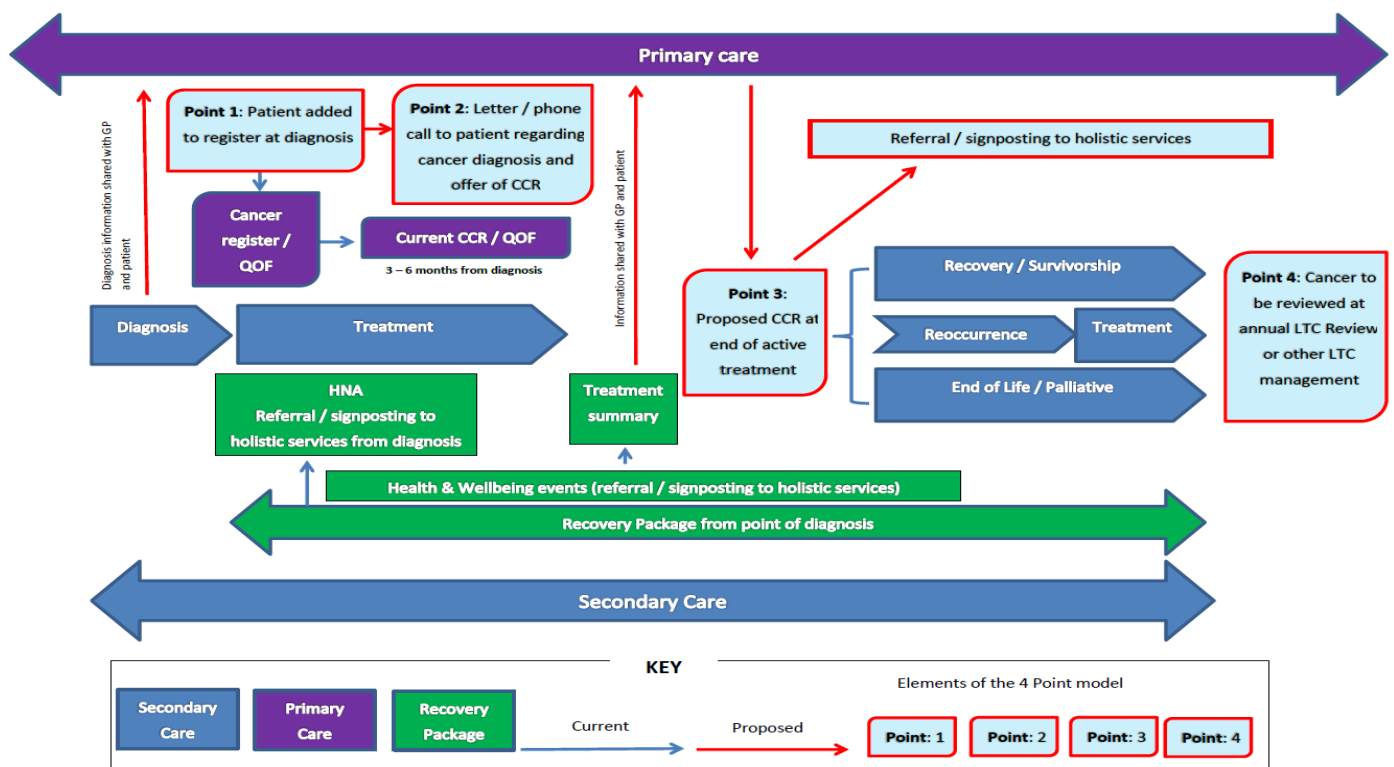 Primary care
Diagnosis information shared with GP
and patient
Point 1: Patient added
to register at diagnosis
Point 2: Letter / phone
call to patient regarding
cancer diagnosis and
offer of CCR
Information shared with GP and patient
Referral / signposting to holistic services
Cancer
register /
QOF
Current CCR / QOF
3 – 6 months from diagnosis
Diagnosis
Treatment
Point 3:
Proposed CCR at
end of active
treatment
Recovery / Survivorship
Reoccurrence
Treatment
End of Life / Palliative
Point 4: Cancer to
be reviewed at
annual LTC Review
or other LTC
management
HNA
Referral / signposting to
holistic services from diagnosis
Treatment
summary
Health & Wellbeing events (referral / signposting to holistic services)
Recovery Package from point of diagnosis
Secondary Care
KEY
Secondary
Care
Primary
Care
Recovery
Package
Current
Proposed
Elements of the 4 Point model
Point: 1
Point: 2
Point: 3
Point: 4